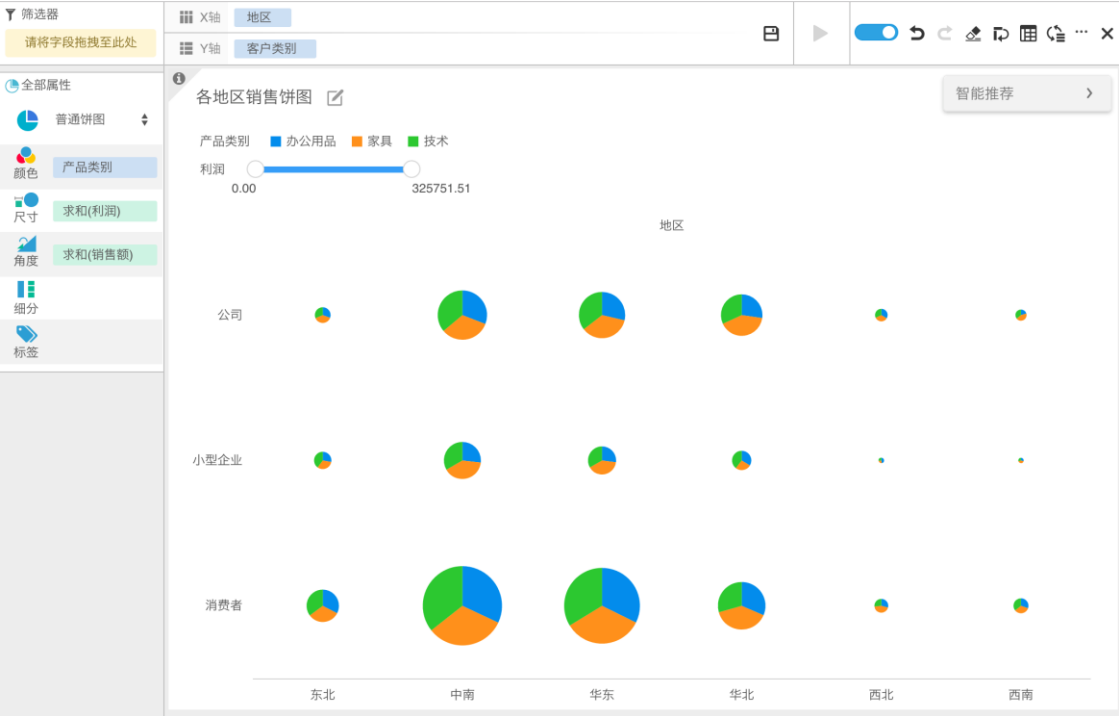 筛选器
请将字段拖拽至此处
X轴 地区
Y轴 客户类别
全部属性
普通饼图
颜色 产品类别
尺寸 求和(利润)
角度 求和(销售额)
细分
标签
各地区销售饼图
智能推荐
产品类别 办公用品 家具 技术
利润
0.00 325751.51
地区
公司
小型企业
消费者
东北 中南 华东 华北 西北 西南